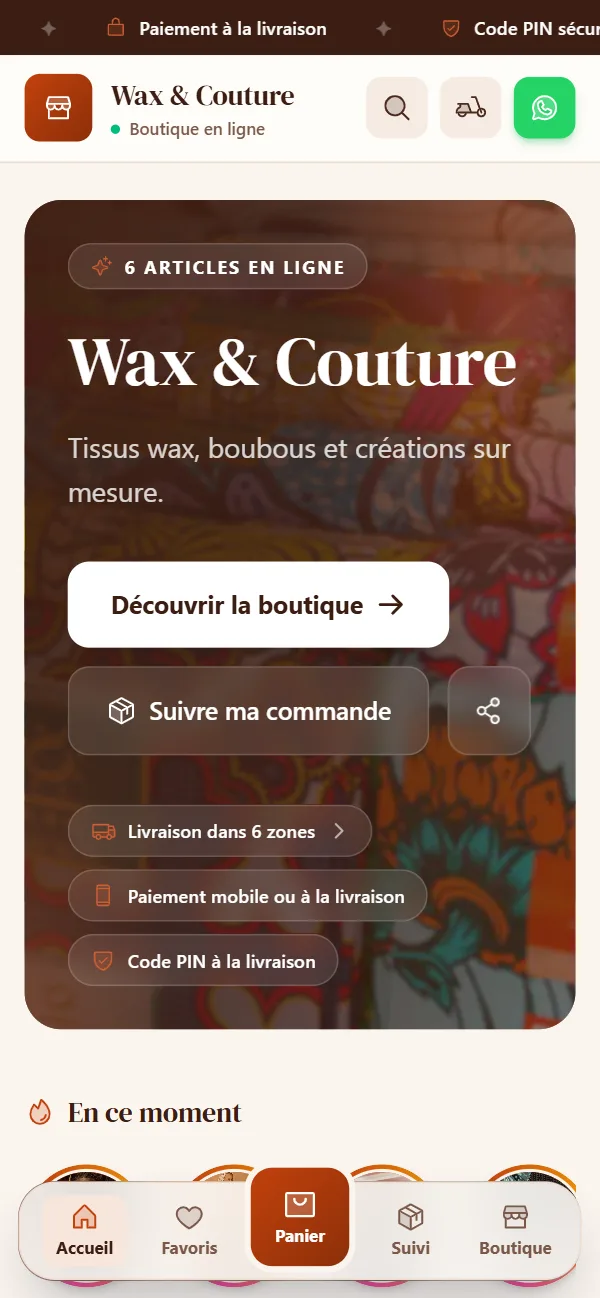 Paiement à la livraison
Code PIN
Wax & Couture
Boutique en ligne
6 ARTICLES EN LIGNE
Wax & Couture
Tissus wax, boubous et créations sur
mesure.
Découvrir la boutique
Suivre ma commande
Livraison dans 6 zones
Paiement mobile ou à la livraison
Code PIN à la livraison
En ce moment
Accueil
Favoris
Panier
Suivi
Boutique